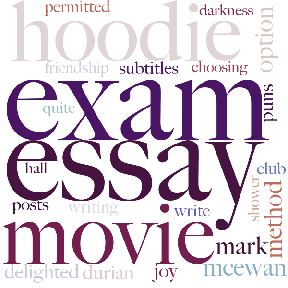 permitted darkness
hoodie option
friendship subtitles choosing
exam puns
quite
essay
hall club
posts writing write shower method
movie mark
delighted durian joy mcewan